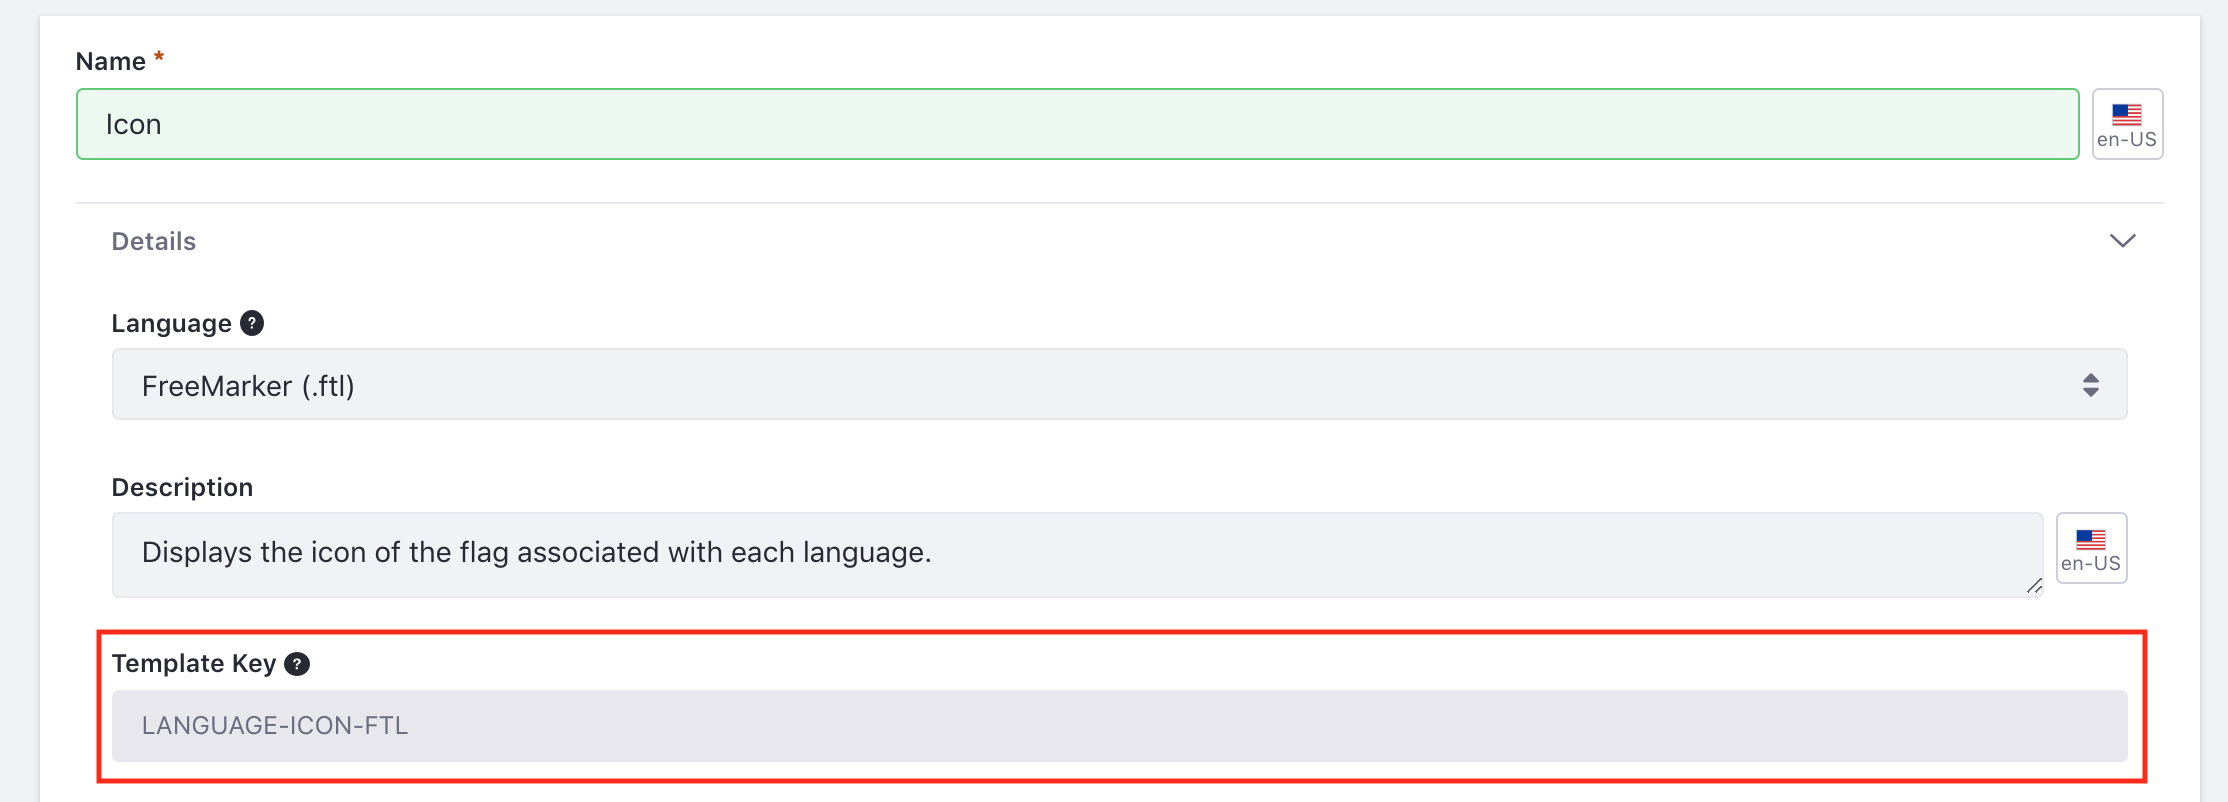 Name *
Icon
en-US
Details
Language ?
FreeMarker (.ftl)
Description
Displays the icon of the flag associated with each language.
en-US
Template Key ?
LANGUAGE-ICON-FTL